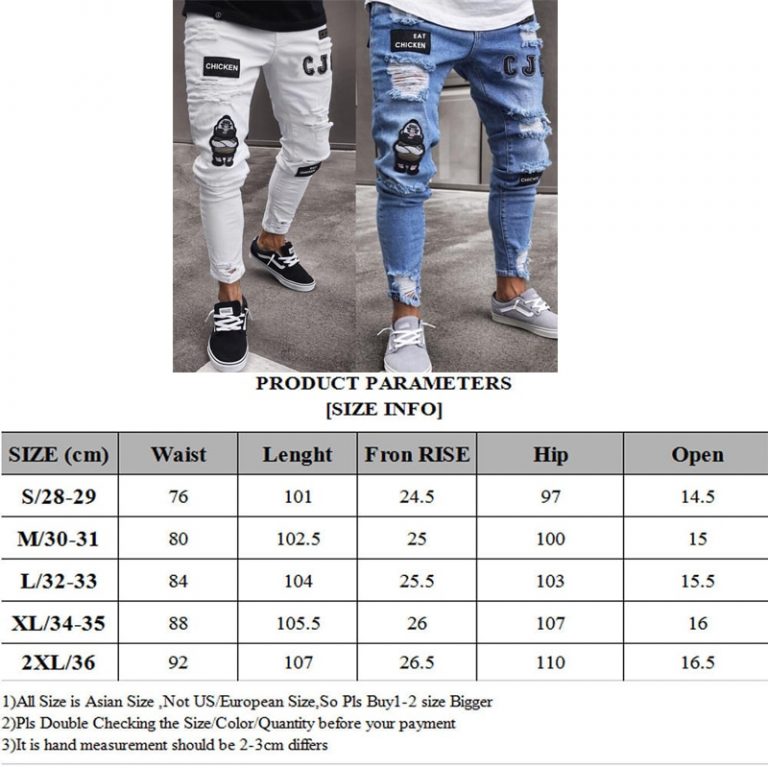 CHICKEN
CJ
EAT
CHICKEN
EAT
CHICKEN
CJ
CHICKEN
PRODUCT PARAMETERS
[SIZE INFO]
SIZE (cm) Waist Lenght Fron RISE Hip Open
S/28-29 76 101 24.5 97 14.5
M/30-31 80 102.5 25 100 15
L/32-33 84 104 25.5 103 15.5
XL/34-35 88 105.5 26 107 16
2XL/36 92 107 26.5 110 16.5
1)All Size is Asian Size ,Not US/European Size,So Pls Buy1-2 size Bigger
2)Pls Double Checking the Size/Color/Quantity before your payment
3)It is hand measurement should be 2-3cm differs